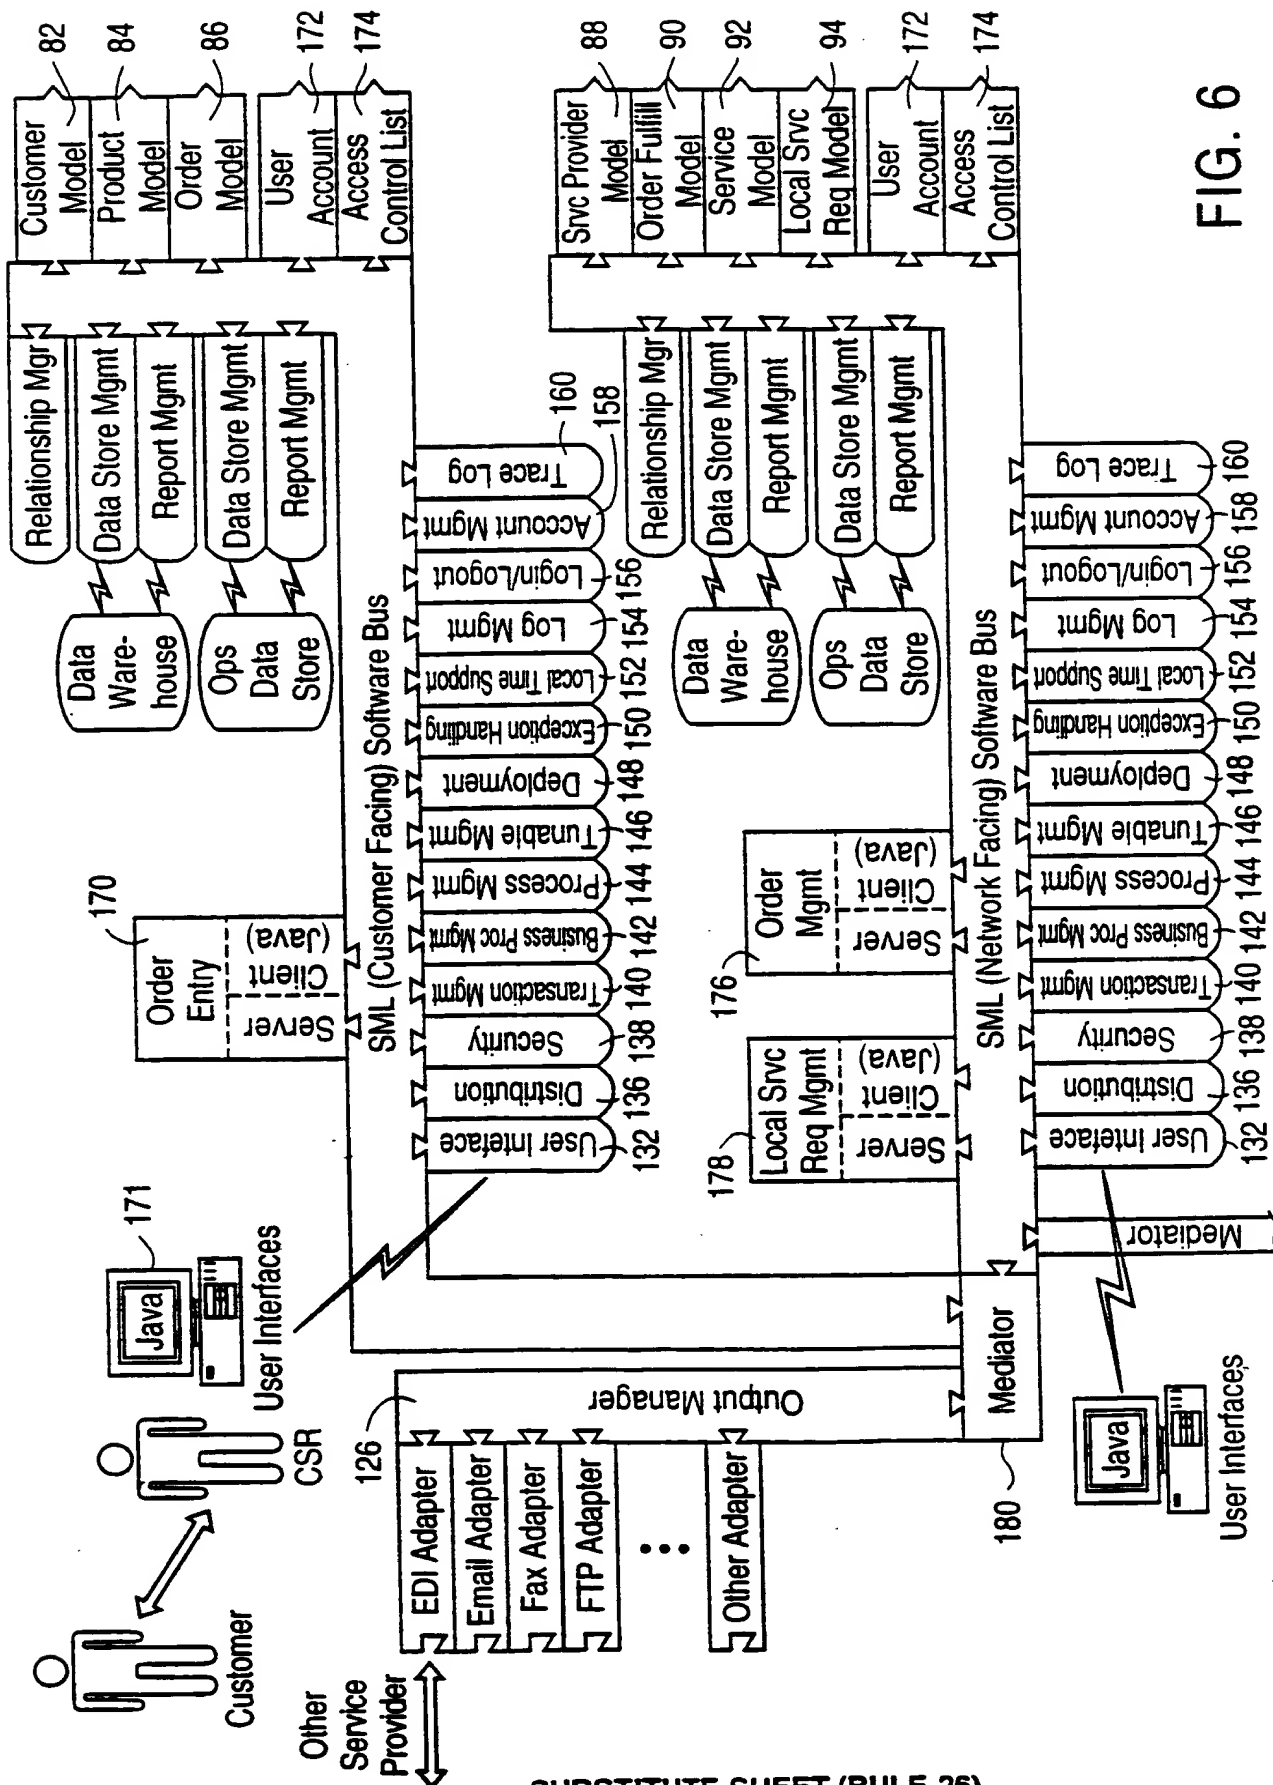 Customer
CSR
User Interfaces
Java
171
Other
Service
Provider
EDI Adapter
Email Adapter
Fax Adapter
FTP Adapter
Other Adapter
126
Output Manager
Mediator
180
Java
User Interfaces
Mediator
170
Order
Entry
Server
Client
(Java)
SML (Customer Facing) Software Bus
User Inteface
Distribution
Security
Transaction Mgmt
Business Proc Mgmt
Process Mgmt
Tunable Mgmt
Deployment
Exception Handling
Local Time Support
Log Mgmt
Login/Logout
Account Mgmt
Trace Log
132
136
138
140
142
144
146
148
150
152
154
156
158
160
Data
Ware-
house
Ops
Data
Store
Relationship Mgr
Data Store Mgmt
Report Mgmt
Data Store Mgmt
Report Mgmt
Customer
Model
Product
Model
Order
Model
User
Account
Access
Control List
82
84
86
172
174
178
Local Srvc
Req Mgmt
Server
Client
(Java)
176
Order
Mgmt
Server
Client
(Java)
SML (Network Facing) Software Bus
User Inteface
Distribution
Security
Transaction Mgmt
Business Proc Mgmt
Process Mgmt
Tunable Mgmt
Deployment
Exception Handling
Local Time Support
Log Mgmt
Login/Logout
Account Mgmt
Trace Log
132
136
138
140
142
144
146
148
150
152
154
156
158
160
Data
Ware-
house
Ops
Data
Store
Relationship Mgr
Data Store Mgmt
Report Mgmt
Data Store Mgmt
Report Mgmt
Srvc Provider
Model
Order Fulfill
Model
Service
Model
Local Srvc
Req Model
User
Account
Access
Control List
88
90
92
94
172
174
FIG. 6
SUBSTITUTE SHEET (RULE 26)